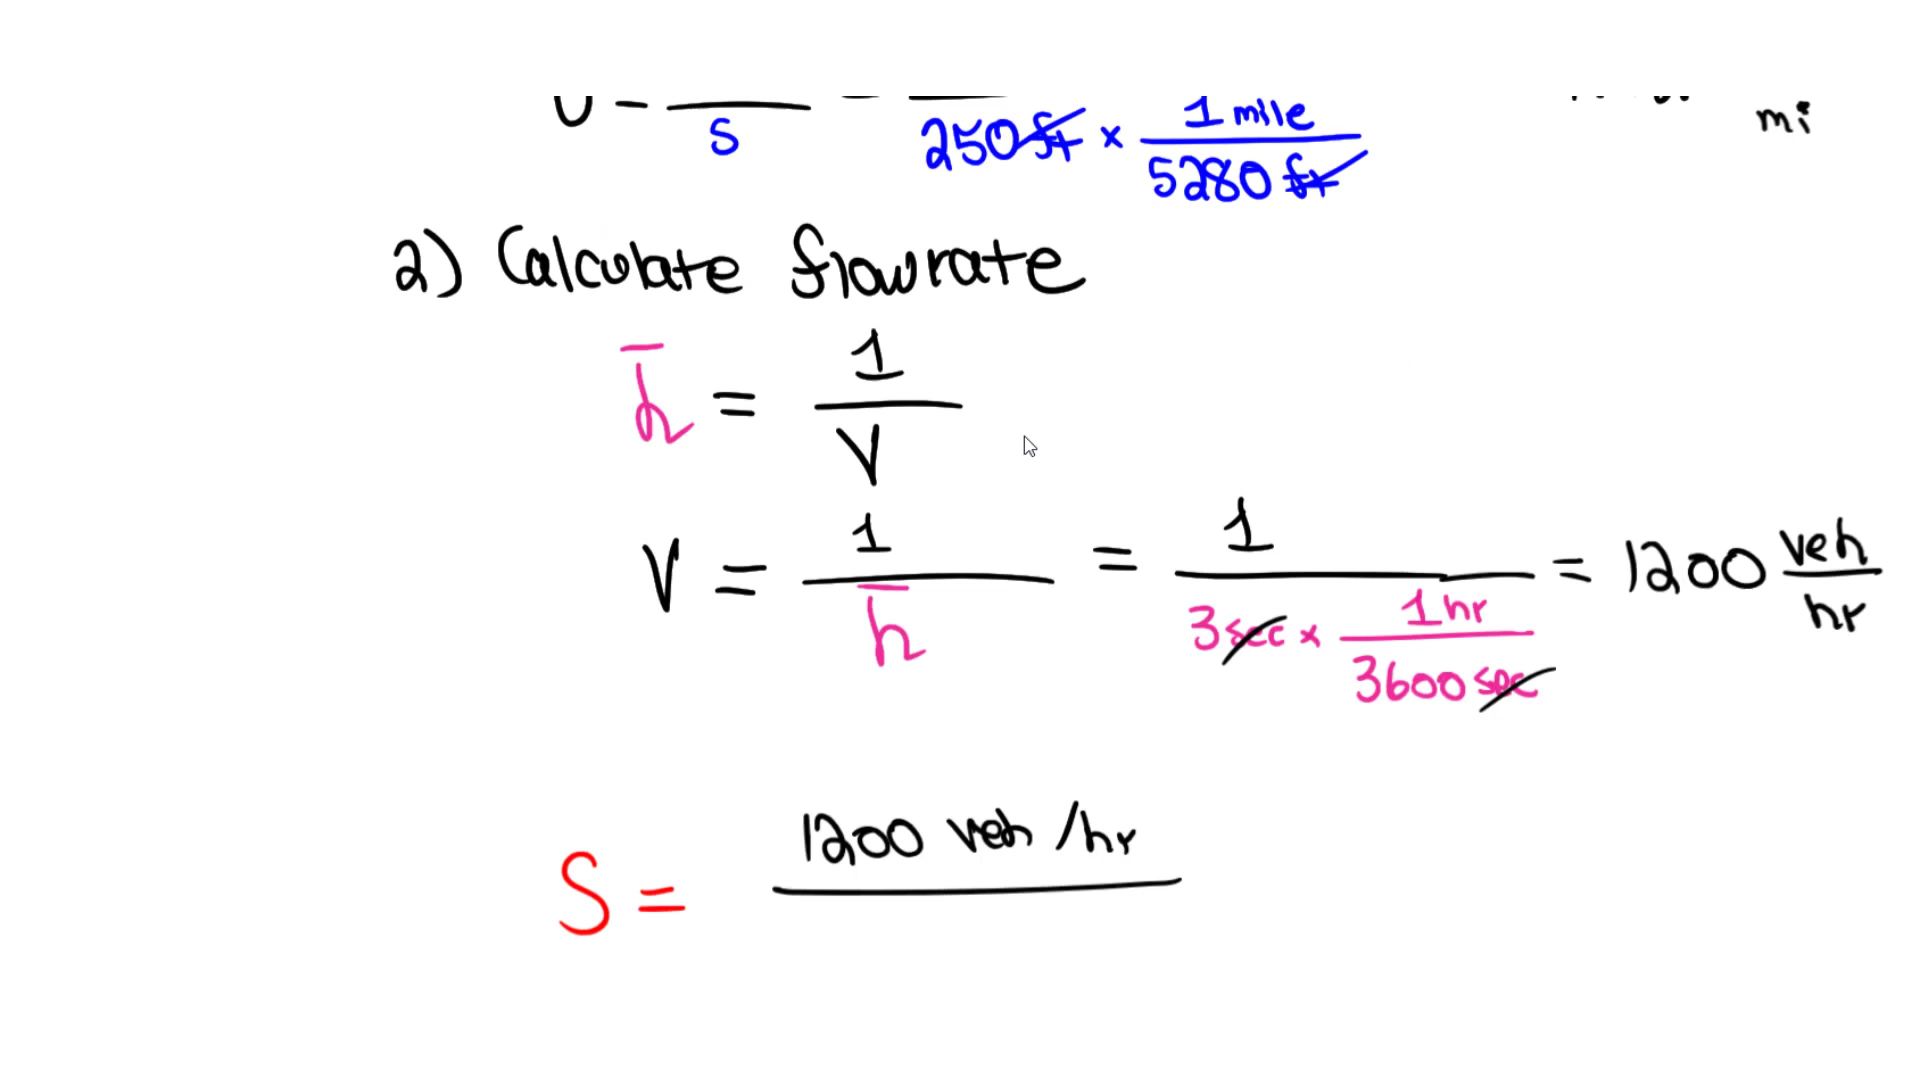 s 250 ft × 1 mile / 5280 ft mi
2) Calculate flowrate
h̅ = 1 / V
V = 1 / h̅ = 1 / (3 sec × 1 hr / 3600 sec) = 1200 veh / hr
S = 1200 veh /hr